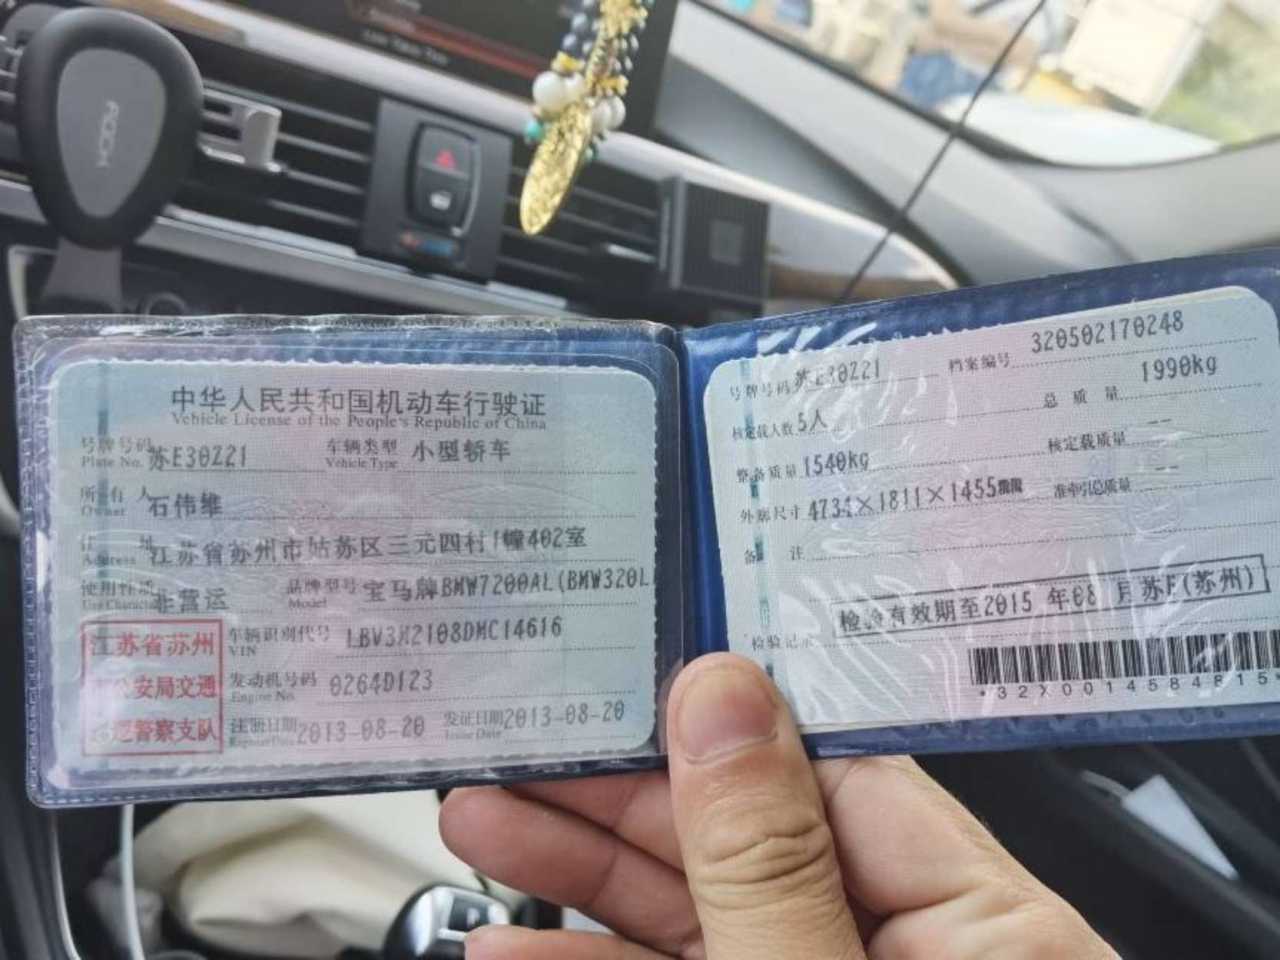 中华人民共和国机动车行驶证
Vehicle License of the People's Republic of China
号牌号码 苏E30Z21 车辆类型 小型轿车
Plate No. Vehicle Type
所有人 石伟维
Owner
住址 江苏省苏州市姑苏区三元四村1幢402室
Address
使用性质 非营运 品牌型号 宝马牌BMW7200AL(BMW320L
Use Character Model
江苏省苏州
市公安局交通
巡逻警察支队
车辆识别代号 LBV3M2108DMC14616
VIN
发动机号码 0264D123
Engine No.
注册日期 2013-08-20 发证日期 2013-08-20
Register Date Issue Date
号牌号码 苏E30Z21 档案编号 320502170248
核定载人数 5人 总质量 1990kg
整备质量 1540kg 核定载质量 --
外廓尺寸 4734×1811×1455 准牵引总质量
备注
检验记录 检验有效期至2015 年08 月 苏E(苏州)
*32X0014584815*